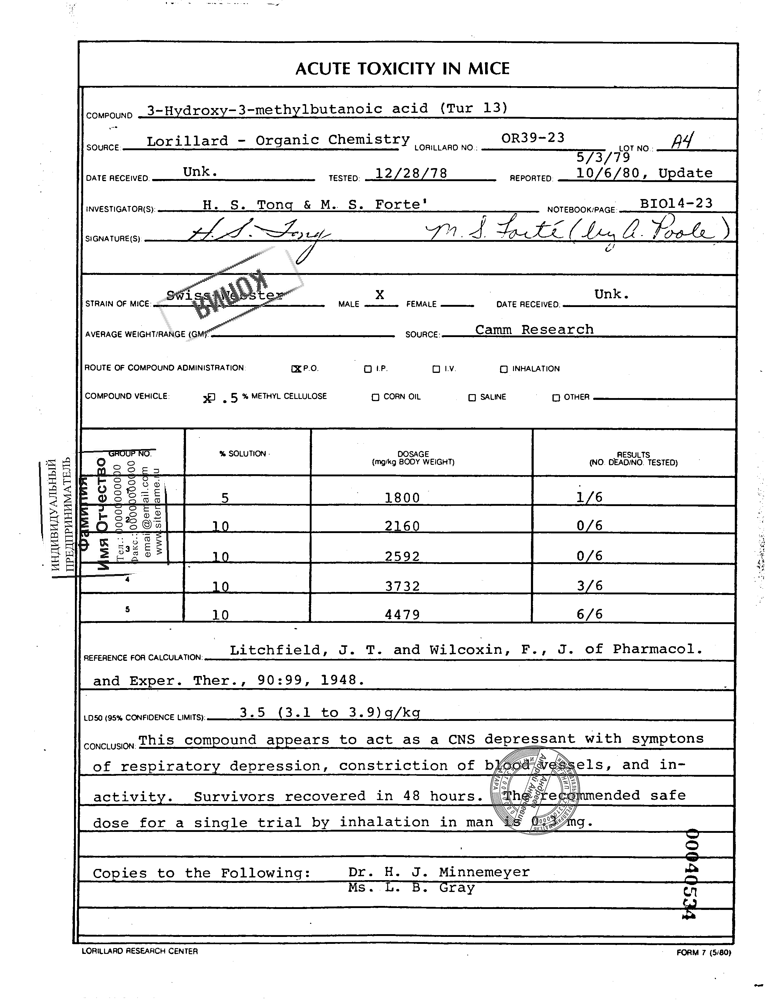 ACUTE TOXICITY IN MICE
COMPOUND 3-Hydroxy-3-methylbutanoic acid (Tur 13)
SOURCE Lorillard - Organic Chemistry LORILLARD NO.: OR39-23 LOT NO. A4
5/3/79
DATE RECEIVED: Unk. TESTED: 12/28/78 REPORTED: 10/6/80, Update
INVESTIGATOR(S): H. S. Tong & M. S. Forte' NOTEBOOK/PAGE: BIO14-23
SIGNATURE(S) H. S. Tong M. S. Forté (by A. Poole)
STRAIN OF MICE: Swiss Webster MALE X FEMALE DATE RECEIVED: Unk.
КОПИЯ
AVERAGE WEIGHT/RANGE (GM) SOURCE: Camm Research
ROUTE OF COMPOUND ADMINISTRATION: X P.O. I.P. I.V. INHALATION
COMPOUND VEHICLE: X .5 % METHYL CELLULOSE CORN OIL SALINE OTHER
GROUP NO. % SOLUTION DOSAGE (mg/kg BODY WEIGHT) RESULTS (NO. DEAD/NO. TESTED)
1 5 1800 1/6
2 10 2160 0/6
3 10 2592 0/6
4 10 3732 3/6
5 10 4479 6/6
ИНДИВИДУАЛЬНЫЙ
ПРЕДПРИНИМАТЕЛЬ
Фамилия
Имя Отчество
Тел.: 00000000000
Факс.: 00000000000
email@email.com
www.sitename.ru
REFERENCE FOR CALCULATION: Litchfield, J. T. and Wilcoxin, F., J. of Pharmacol.
and Exper. Ther., 90:99, 1948.
LD50 (95% CONFIDENCE LIMITS): 3.5 (3.1 to 3.9)g/kg
CONCLUSION: This compound appears to act as a CNS depressant with symptons
of respiratory depression, constriction of blood vessels, and in-
activity. Survivors recovered in 48 hours. The recommended safe
dose for a single trial by inhalation in man is 0.3 mg.
Copies to the Following: Dr. H. J. Minnemeyer
Ms. L. B. Gray
00040534
LORILLARD RESEARCH CENTER FORM 7 (5/80)